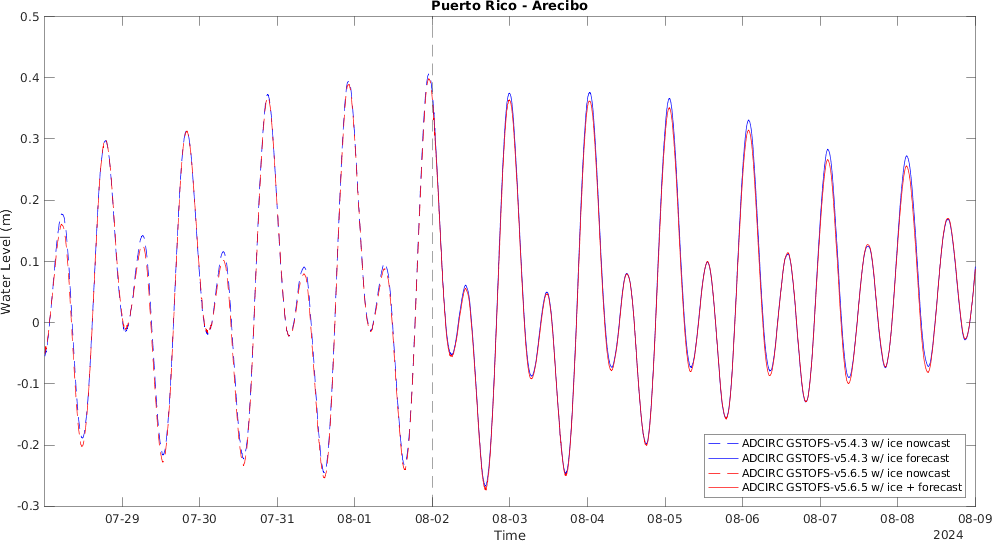 Puerto Rico - Arecibo
0.5
0.4
0.3
0.2
0.1
0
-0.1
-0.2
-0.3
Water Level (m)
ADCIRC GSTOFS-v5.4.3 w/ ice nowcast
ADCIRC GSTOFS-v5.4.3 w/ ice forecast
ADCIRC GSTOFS-v5.6.5 w/ ice nowcast
ADCIRC GSTOFS-v5.6.5 w/ ice + forecast
07-29 07-30 07-31 08-01 08-02 08-03 08-04 08-05 08-06 08-07 08-08 08-09
Time
2024